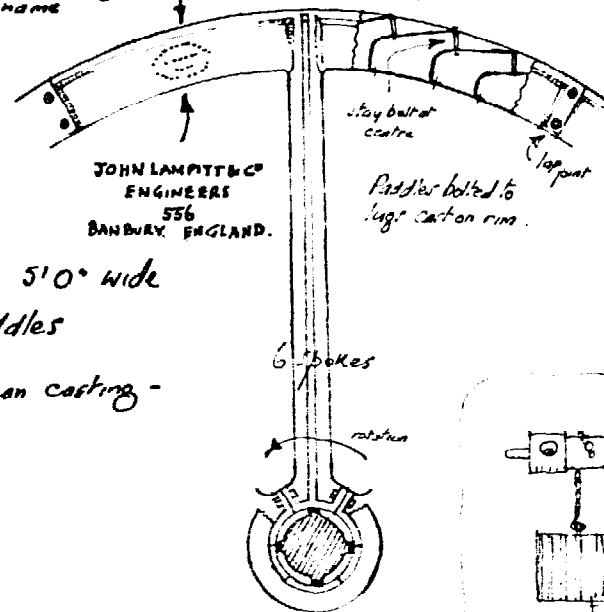 name
stay bolt at
centre
lap
joint
JOHN LAMPITT & Co
ENGINEERS
556
BANBURY. ENGLAND.
Paddles bolted to
lugs cast on rim.
5'0" wide
ddles
6 spokes
an casting -
rotation